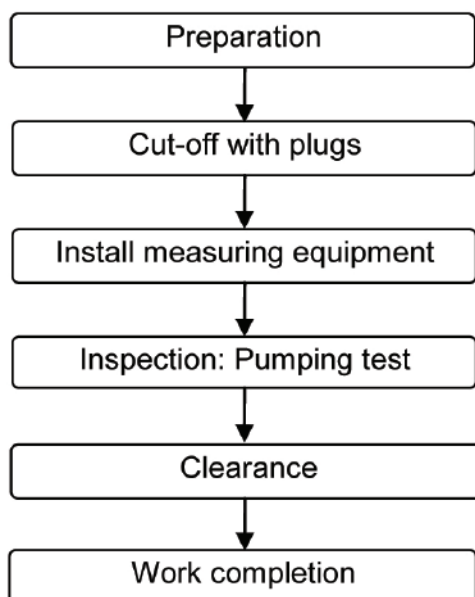 Preparation
Cut-off with plugs
Install measuring equipment
Inspection: Pumping test
Clearance
Work completion